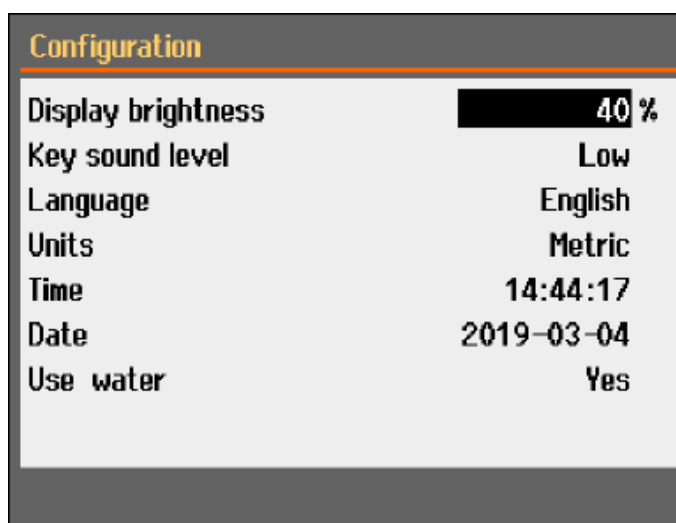 Configuration
Display brightness 40 %
Key sound level Low
Language English
Units Metric
Time 14:44:17
Date 2019-03-04
Use water Yes